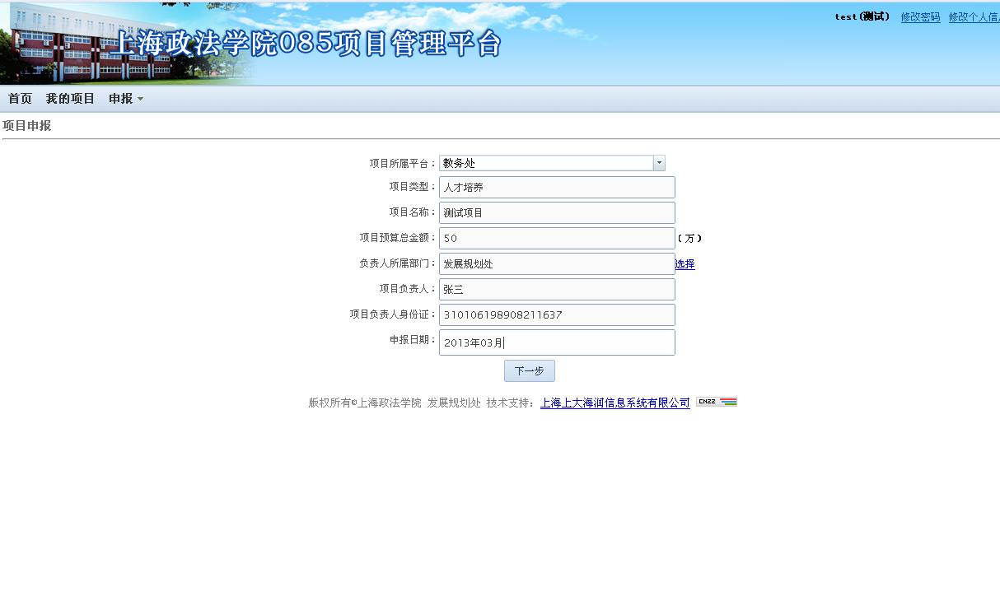 test(测试) 修改密码 修改个人信
上海政法学院085项目管理平台
首页 我的项目 申报
项目申报
项目所属平台： 教务处
项目类型： 人才培养
项目名称： 测试项目
项目预算总金额： 50 （万）
负责人所属部门： 发展规划处 选择
项目负责人： 张三
项目负责人身份证： 310106198908211637
申报日期： 2013年03月
下一步
版权所有©上海政法学院 发展规划处 技术支持： 上海上大海润信息系统有限公司 CNZZ